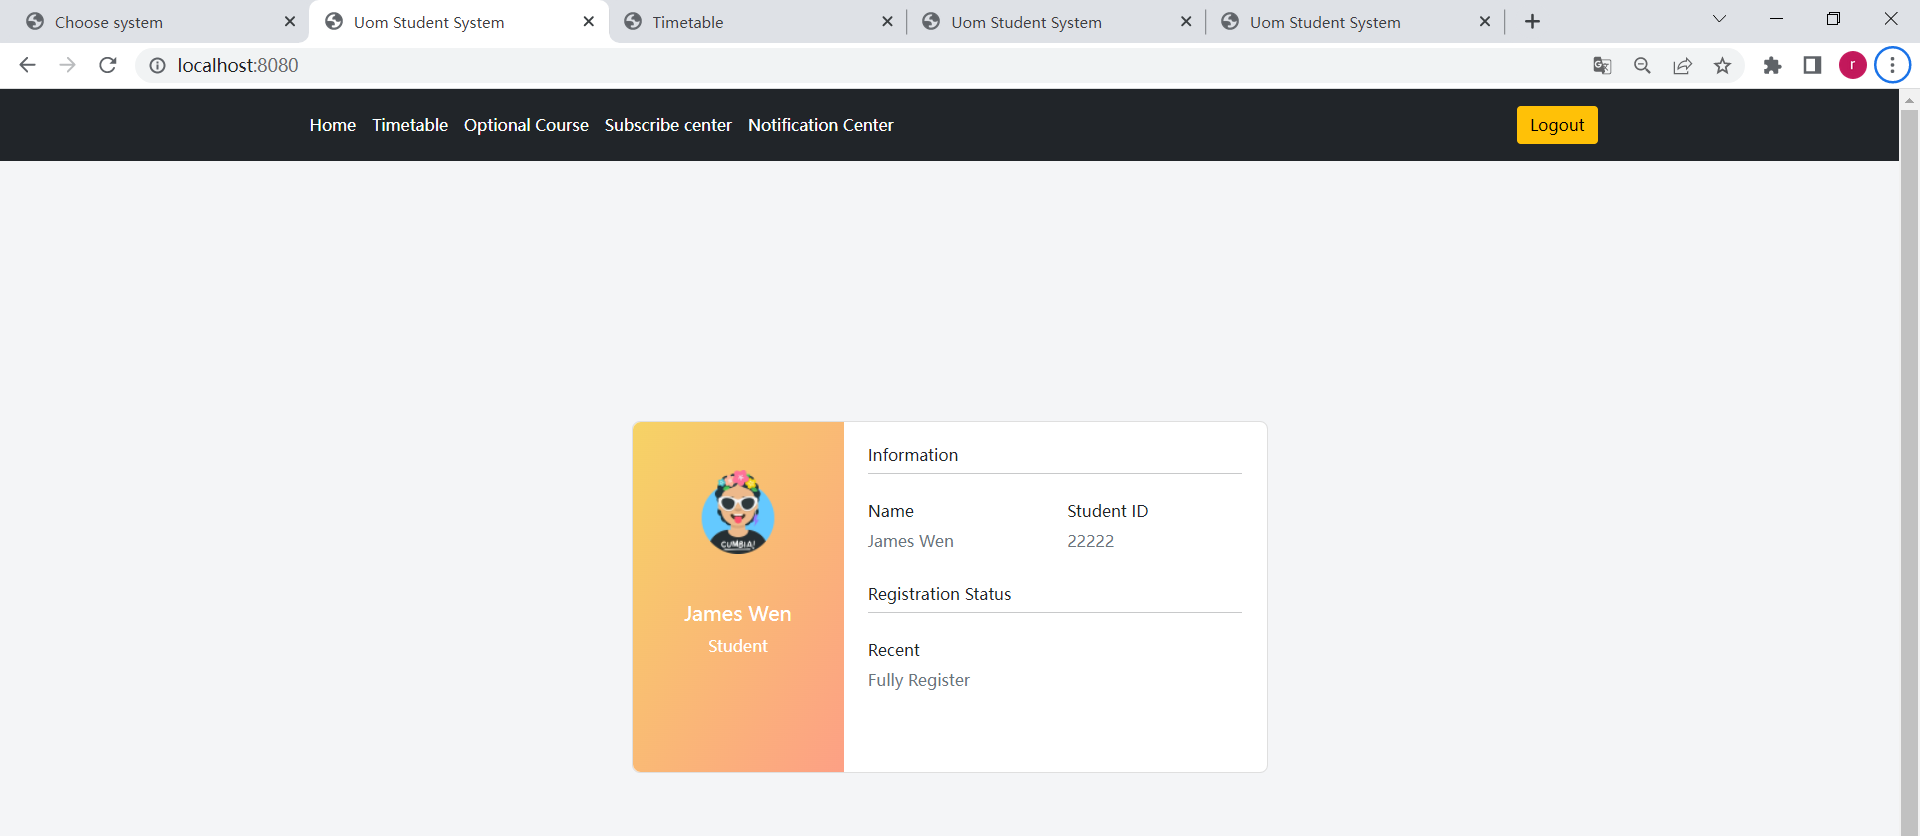 Choose system
Uom Student System
Timetable
Uom Student System
Uom Student System
localhost:8080
r
Home Timetable Optional Course Subscribe center Notification Center Logout
CUMBIA!
James Wen
Student
Information
Name Student ID
James Wen 22222
Registration Status
Recent
Fully Register